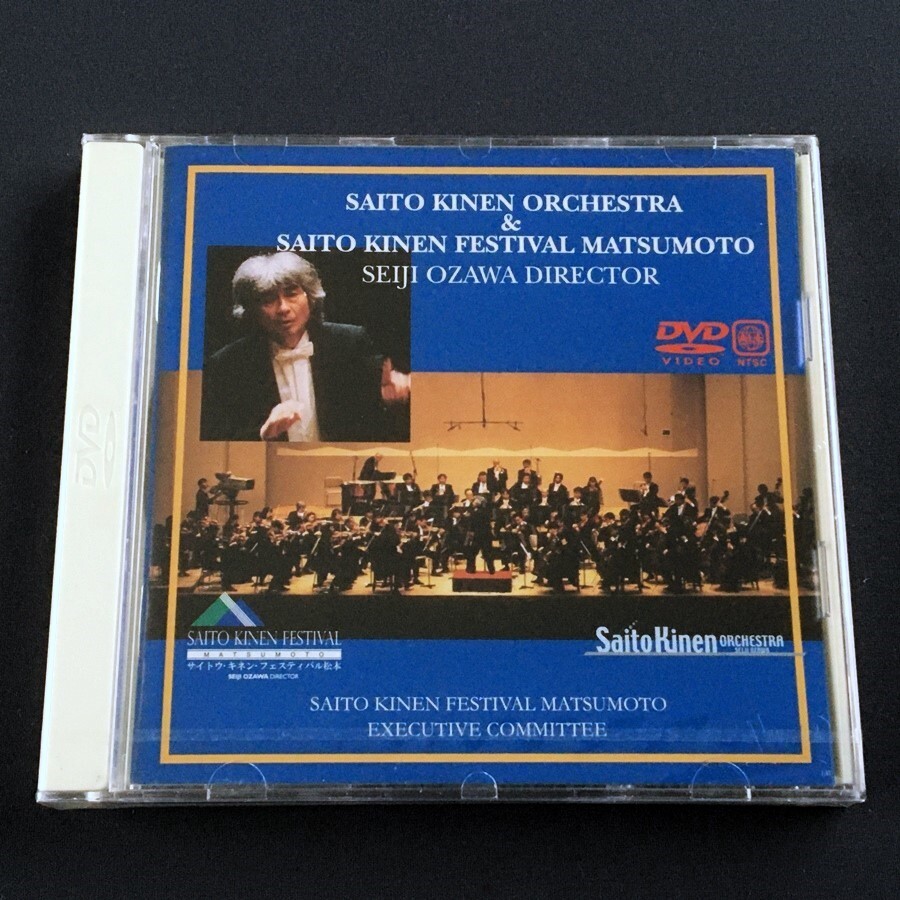 SAITO KINEN ORCHESTRA
&
SAITO KINEN FESTIVAL MATSUMOTO
SEIJI OZAWA DIRECTOR
DVD
VIDEO
NTSC
DVD
SAITO KINEN FESTIVAL
MATSUMOTO
サイトウ・キネン・フェスティバル松本
SEIJI OZAWA DIRECTOR
SaitoKinen ORCHESTRA
SEIJI OZAWA
SAITO KINEN FESTIVAL MATSUMOTO
EXECUTIVE COMMITTEE